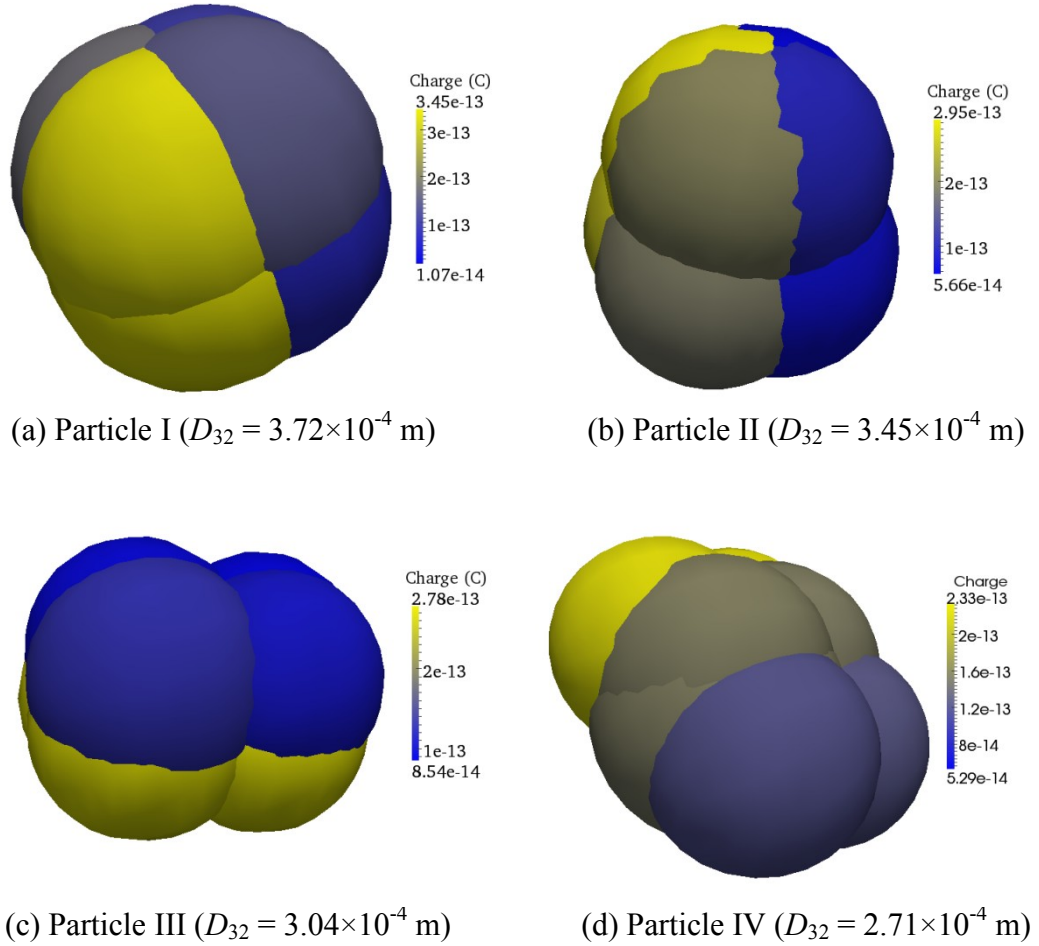 Charge (C)
3.45e-13
3e-13
2e-13
1e-13
1.07e-14
(a) Particle I (D32 = 3.72×10-4 m)
Charge (C)
2.95e-13
2e-13
1e-13
5.66e-14
(b) Particle II (D32 = 3.45×10-4 m)
Charge (C)
2.78e-13
2e-13
1e-13
8.54e-14
(c) Particle III (D32 = 3.04×10-4 m)
Charge
2.33e-13
2e-13
1.6e-13
1.2e-13
8e-14
5.29e-14
(d) Particle IV (D32 = 2.71×10-4 m)